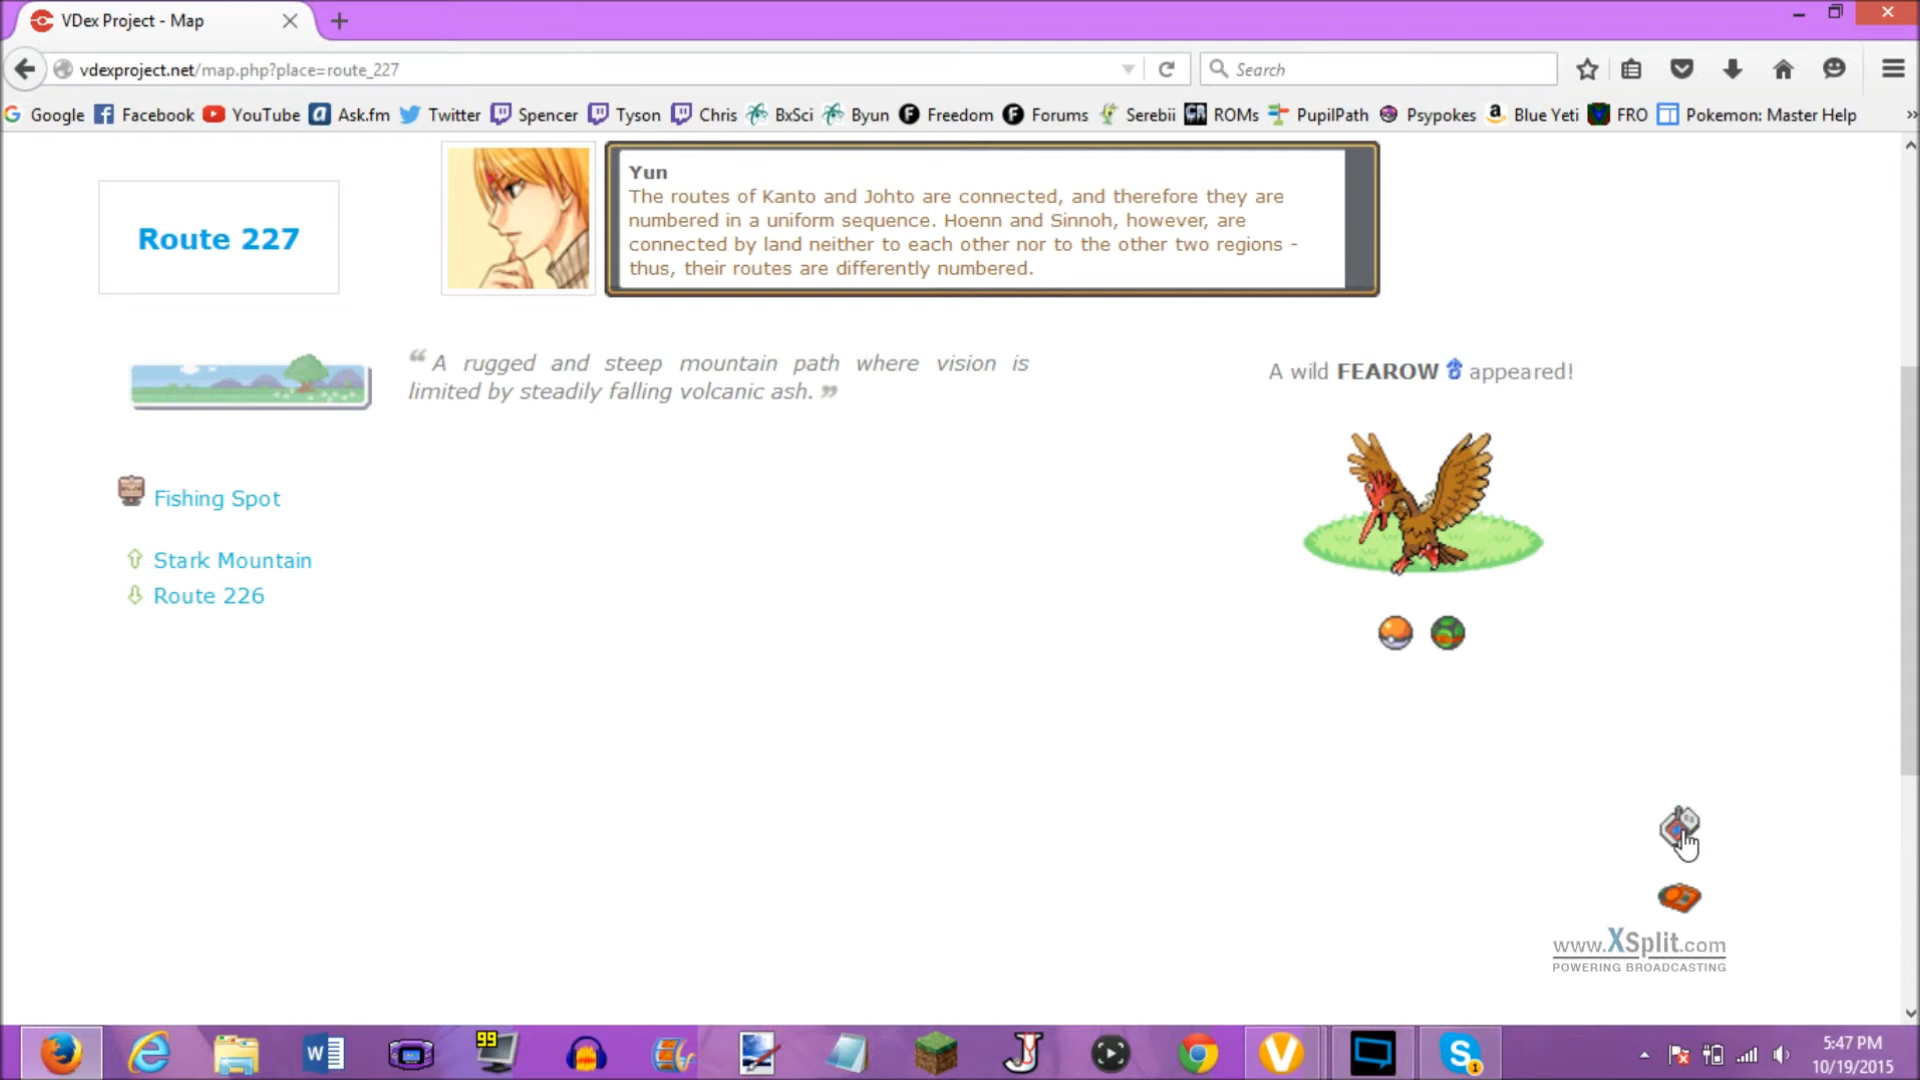 VDex Project - Map
vdexproject.net/map.php?place=route_227
Search
Google Facebook YouTube Ask.fm Twitter Spencer Tyson Chris BxSci Byun Freedom Forums Serebii ROMs PupilPath Psypokes Blue Yeti FRO Pokemon: Master Help
Route 227
Yun
The routes of Kanto and Johto are connected, and therefore they are
numbered in a uniform sequence. Hoenn and Sinnoh, however, are
connected by land neither to each other nor to the other two regions -
thus, their routes are differently numbered.
“ A rugged and steep mountain path where vision is
limited by steadily falling volcanic ash. ”
A wild FEAROW appeared!
Fishing Spot
Stark Mountain
Route 226
www.XSplit.com
POWERING BROADCASTING
99
5:47 PM
10/19/2015